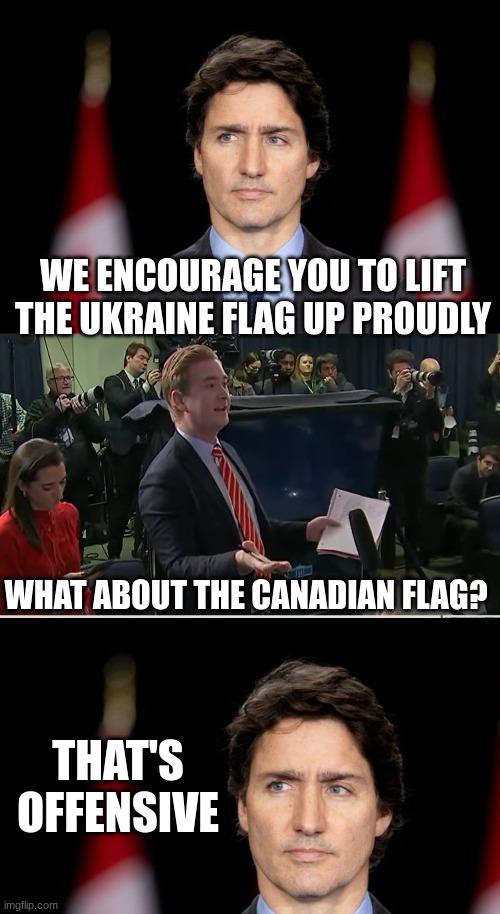 WE ENCOURAGE YOU TO LIFT
THE UKRAINE FLAG UP PROUDLY
WHAT ABOUT THE CANADIAN FLAG?
THAT'S
OFFENSIVE
imgflip.com